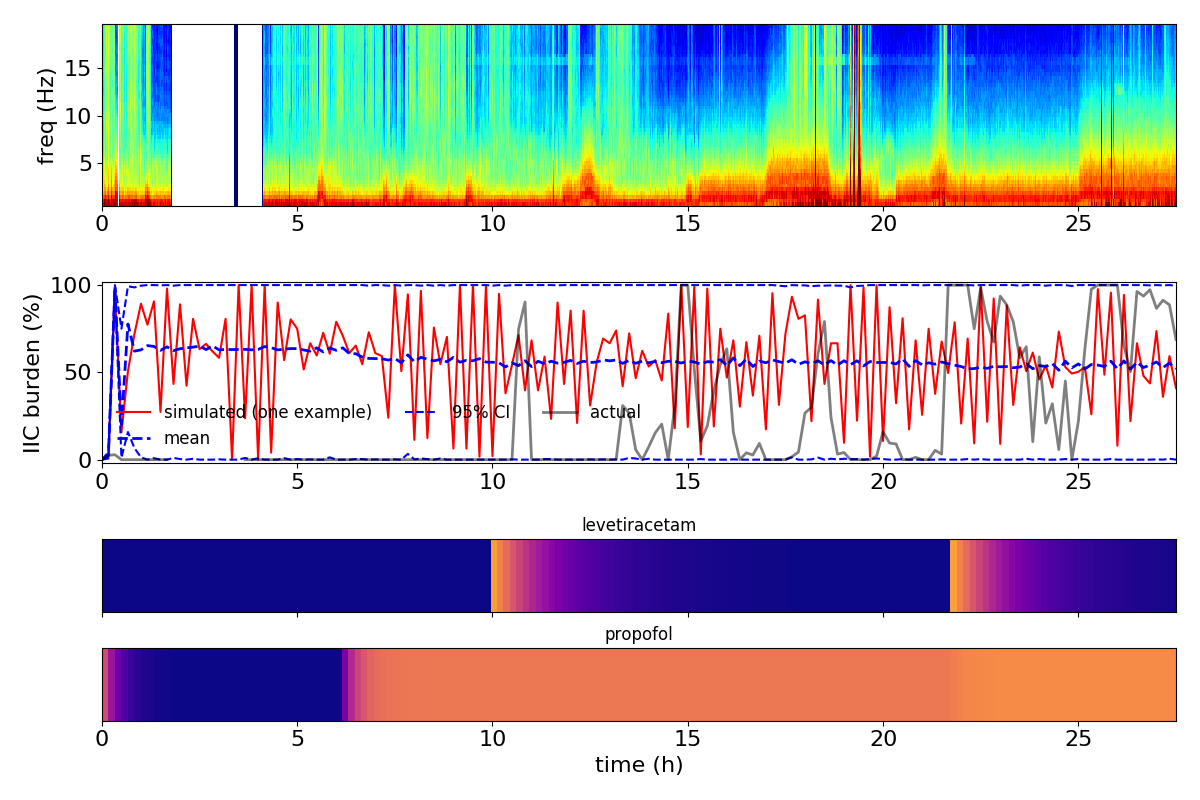 freq (Hz)
15
10
5
0 5 10 15 20 25
IIC burden (%)
100
50
0
simulated (one example) 95% CI actual
mean
0 5 10 15 20 25
levetiracetam
propofol
0 5 10 15 20 25
time (h)